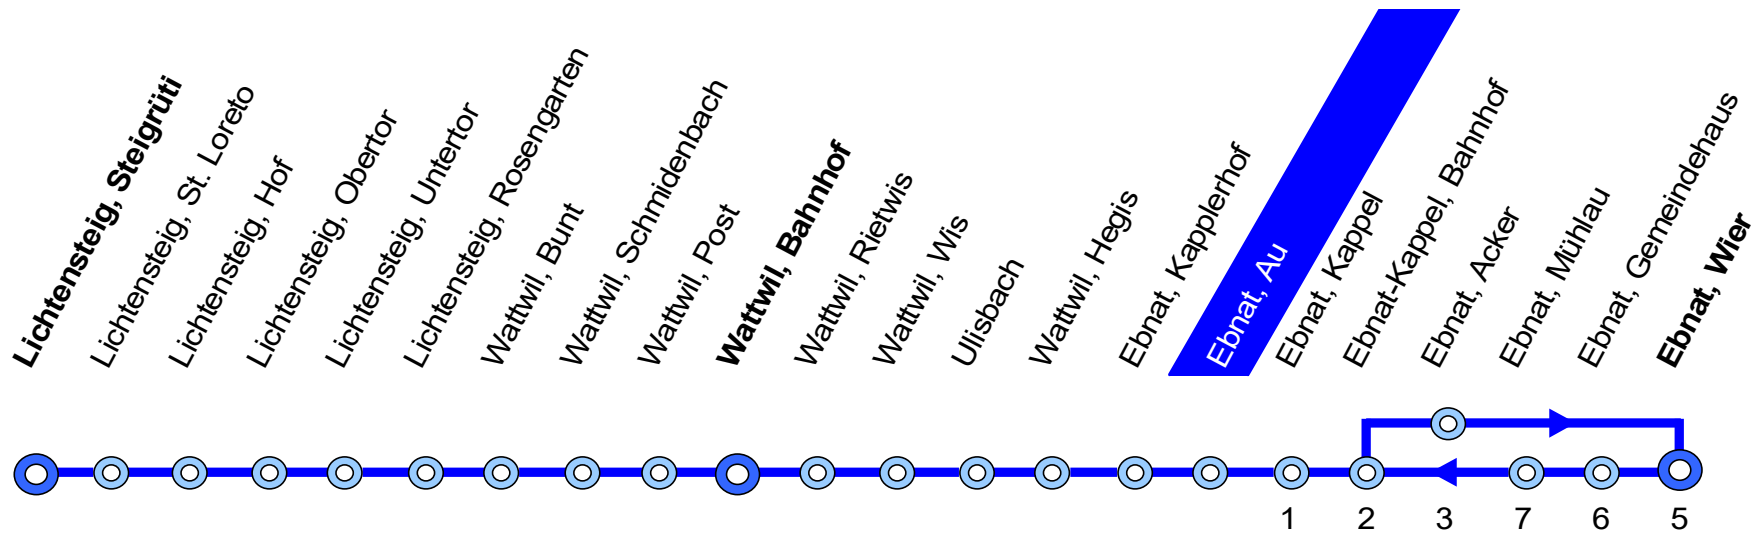 Lichtensteig, Steigrüti
Lichtensteig, St. Loreto
Lichtensteig, Hof
Lichtensteig, Obertor
Lichtensteig, Untertor
Lichtensteig, Rosengarten
Wattwil, Bunt
Wattwil, Schmidenbach
Wattwil, Post
Wattwil, Bahnhof
Wattwil, Rietwis
Wattwil, Wis
Ulisbach
Wattwil, Hegis
Ebnat, Kapplerhof
Ebnat, Au
Ebnat, Kappel
Ebnat-Kappel, Bahnhof
Ebnat, Acker
Ebnat, Mühlau
Ebnat, Gemeindehaus
Ebnat, Wier
1 2 3 7 6 5